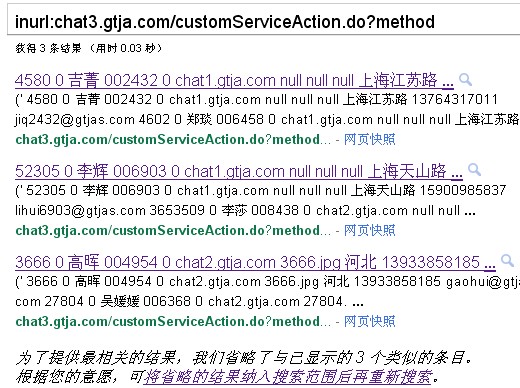 inurl:chat3.gtja.com/customServiceAction.do?method
获得 3 条结果 （用时 0.03 秒）
4580 0 吉菁 002432 0 chat1.gtja.com null null null 上海江苏路 ...
(' 4580 0 吉菁 002432 0 chat1.gtja.com null null null 上海江苏路 13764317011
jiq2432@gtjas.com 4602 0 郑琰 006458 0 chat1.gtja.com null null null 上海江苏路
chat3.gtja.com/customServiceAction.do?method... - 网页快照
52305 0 李辉 006903 0 chat1.gtja.com null null null 上海天山路 ...
(' 52305 0 李辉 006903 0 chat1.gtja.com null null null 上海天山路 15900985837
lihui6903@gtjas.com 3653509 0 李莎 008438 0 chat2.gtja.com null null ...
chat3.gtja.com/customServiceAction.do?method... - 网页快照
3666 0 高晖 004954 0 chat2.gtja.com 3666.jpg 河北 13933858185 ...
(' 3666 0 高晖 004954 0 chat2.gtja.com 3666.jpg 河北 13933858185 gaohui@gtja
com 27804 0 吴媛媛 006368 0 chat2.gtja.com 27804. ...
chat3.gtja.com/customServiceAction.do?method... - 网页快照
为了提供最相关的结果，我们省略了与已显示的 3 个类似的条目。
根据您的意愿，可将省略的结果纳入搜索范围后再重新搜索。